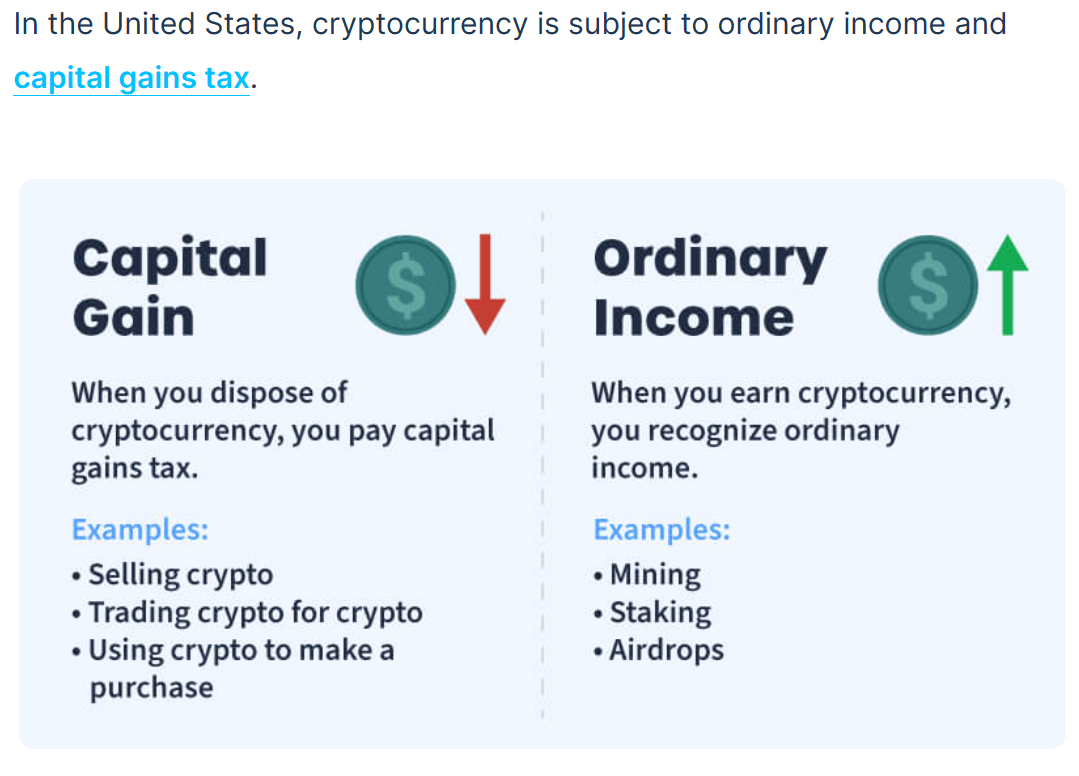 In the United States, cryptocurrency is subject to ordinary income and
capital gains tax.
Capital
Gain
$
When you dispose of
cryptocurrency, you pay capital
gains tax.
Examples:
• Selling crypto
• Trading crypto for crypto
• Using crypto to make a
purchase
Ordinary
Income
$
When you earn cryptocurrency,
you recognize ordinary
income.
Examples:
• Mining
• Staking
• Airdrops